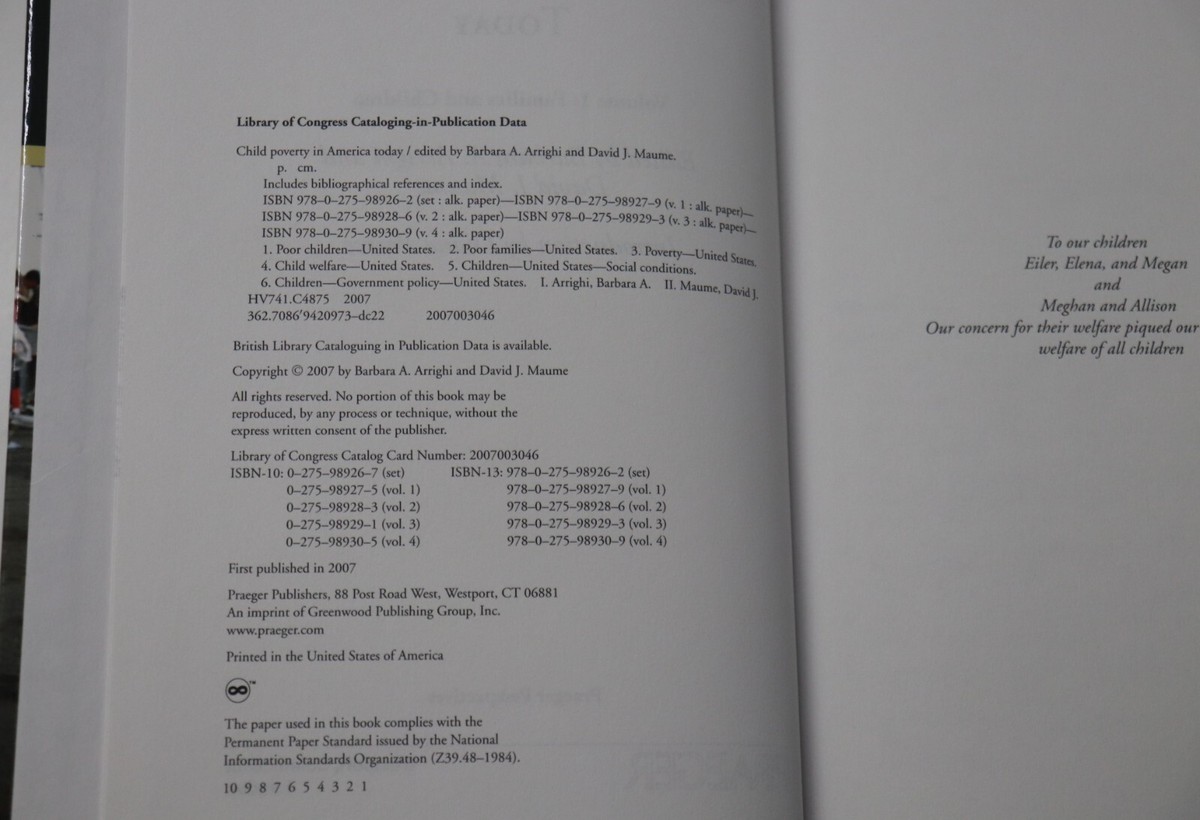 Library of Congress Cataloging-in-Publication Data
Child poverty in America today / edited by Barbara A. Arrighi and David J. Maume.
p. cm.
Includes bibliographical references and index.
ISBN 978–0–275–98926–2 (set : alk. paper)—ISBN 978–0–275–98927–9 (v. 1 : alk. paper)—
ISBN 978–0–275–98928–6 (v. 2 : alk. paper)—ISBN 978–0–275–98929–3 (v. 3 : alk. paper)—
ISBN 978–0–275–98930–9 (v. 4 : alk. paper)
1. Poor children—United States. 2. Poor families—United States. 3. Poverty—United States.
4. Child welfare—United States. 5. Children—United States—Social conditions.
6. Children—Government policy—United States. I. Arrighi, Barbara A. II. Maume, David J.
HV741.C4875 2007
362.7086′9420973–dc22 2007003046
British Library Cataloguing in Publication Data is available.
Copyright © 2007 by Barbara A. Arrighi and David J. Maume
All rights reserved. No portion of this book may be
reproduced, by any process or technique, without the
express written consent of the publisher.
Library of Congress Catalog Card Number: 2007003046
ISBN-10: 0–275–98926–7 (set) ISBN-13: 978–0–275–98926–2 (set)
0–275–98927–5 (vol. 1) 978–0–275–98927–9 (vol. 1)
0–275–98928–3 (vol. 2) 978–0–275–98928–6 (vol. 2)
0–275–98929–1 (vol. 3) 978–0–275–98929–3 (vol. 3)
0–275–98930–5 (vol. 4) 978–0–275–98930–9 (vol. 4)
First published in 2007
Praeger Publishers, 88 Post Road West, Westport, CT 06881
An imprint of Greenwood Publishing Group, Inc.
www.praeger.com
Printed in the United States of America
™
The paper used in this book complies with the
Permanent Paper Standard issued by the National
Information Standards Organization (Z39.48–1984).
10 9 8 7 6 5 4 3 2 1
To our children
Eiler, Elena, and Megan
and
Meghan and Allison
Our concern for their welfare piqued our
welfare of all children